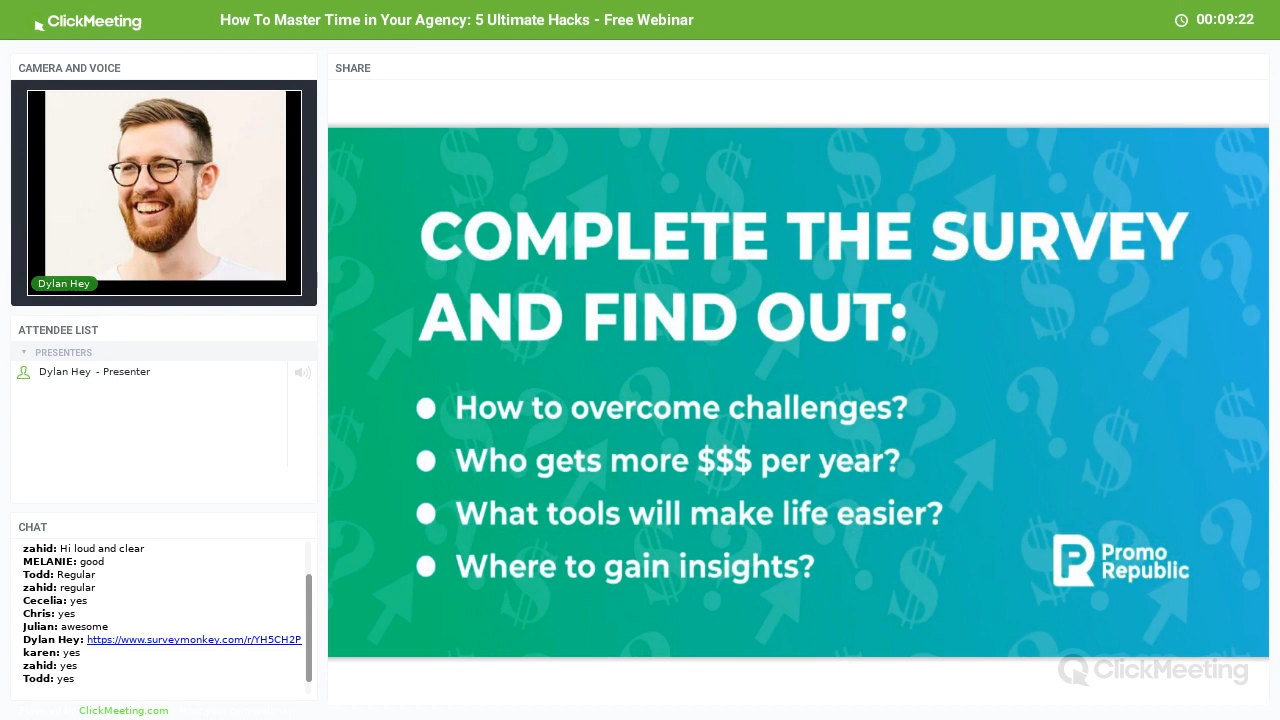 ClickMeeting
How To Master Time in Your Agency: 5 Ultimate Hacks - Free Webinar
00:09:22
CAMERA AND VOICE
Dylan Hey
ATTENDEE LIST
PRESENTERS
Dylan Hey - Presenter
CHAT
zahid: Hi loud and clear
MELANIE: good
Todd: Regular
zahid: regular
Cecelia: yes
Chris: yes
Julian: awesome
Dylan Hey: https://www.surveymonkey.com/r/YH5CH2P
karen: yes
zahid: yes
Todd: yes
ClickMeeting.com
SHARE
COMPLETE THE SURVEY
AND FIND OUT:
How to overcome challenges?
Who gets more $$$ per year?
What tools will make life easier?
Where to gain insights?
Promo
Republic
ClickMeeting